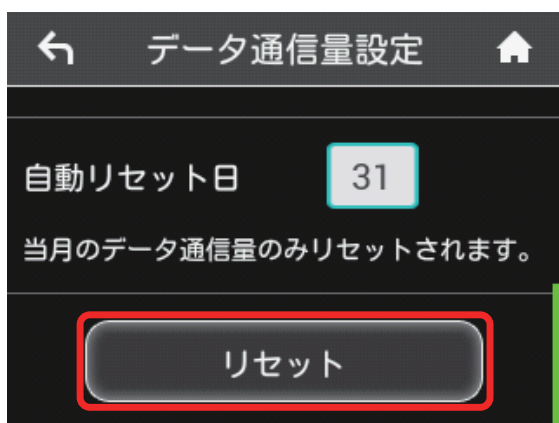 データ通信量設定
自動リセット日 31
当月のデータ通信量のみリセットされます。
リセット